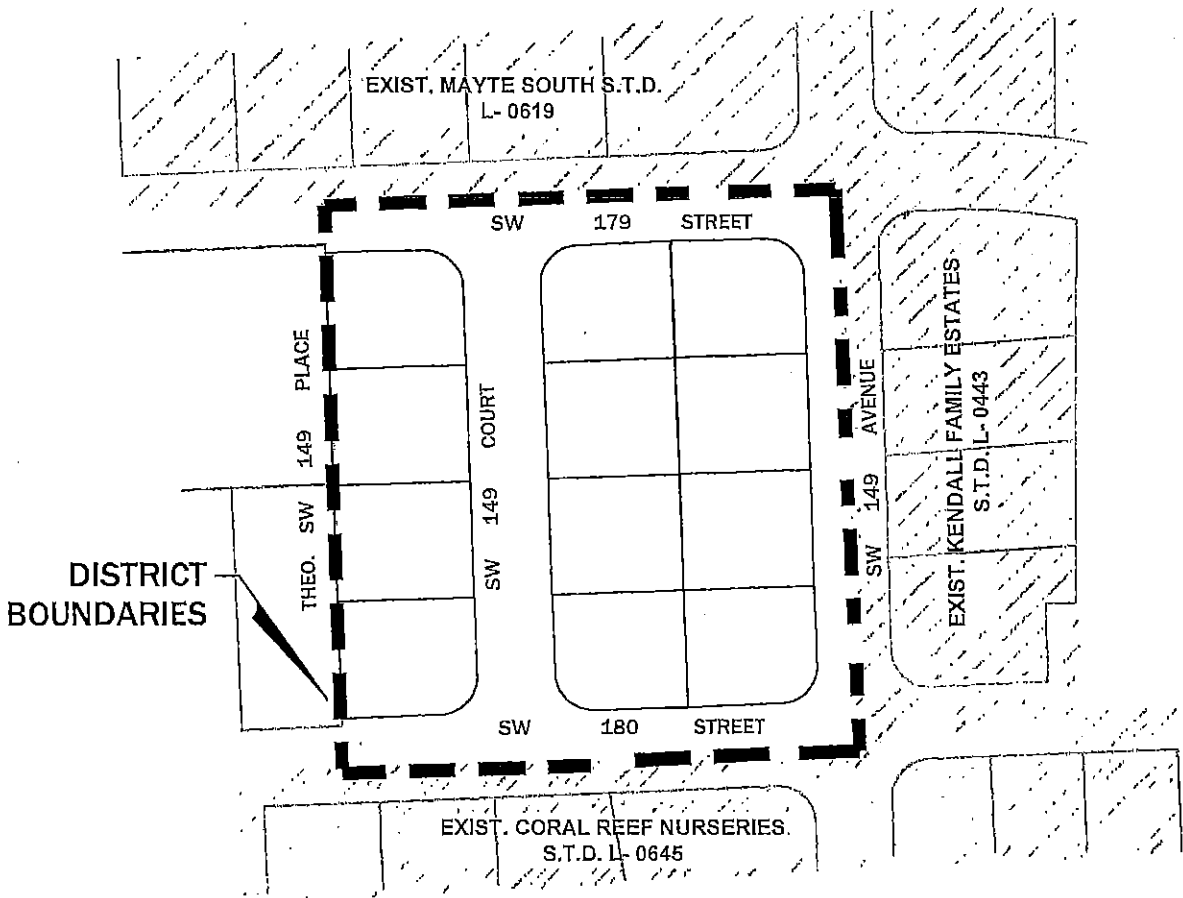 EXIST. MAYTE SOUTH S.T.D.
L- 0619
SW 179 STREET
THEO. SW 149 PLACE
SW 149 COURT
SW 149 AVENUE
EXIST. KENDALL FAMILY ESTATES
S.T.D. L- 0443
DISTRICT
BOUNDARIES
SW 180 STREET
EXIST. CORAL REEF NURSERIES.
S.T.D. L- 0645